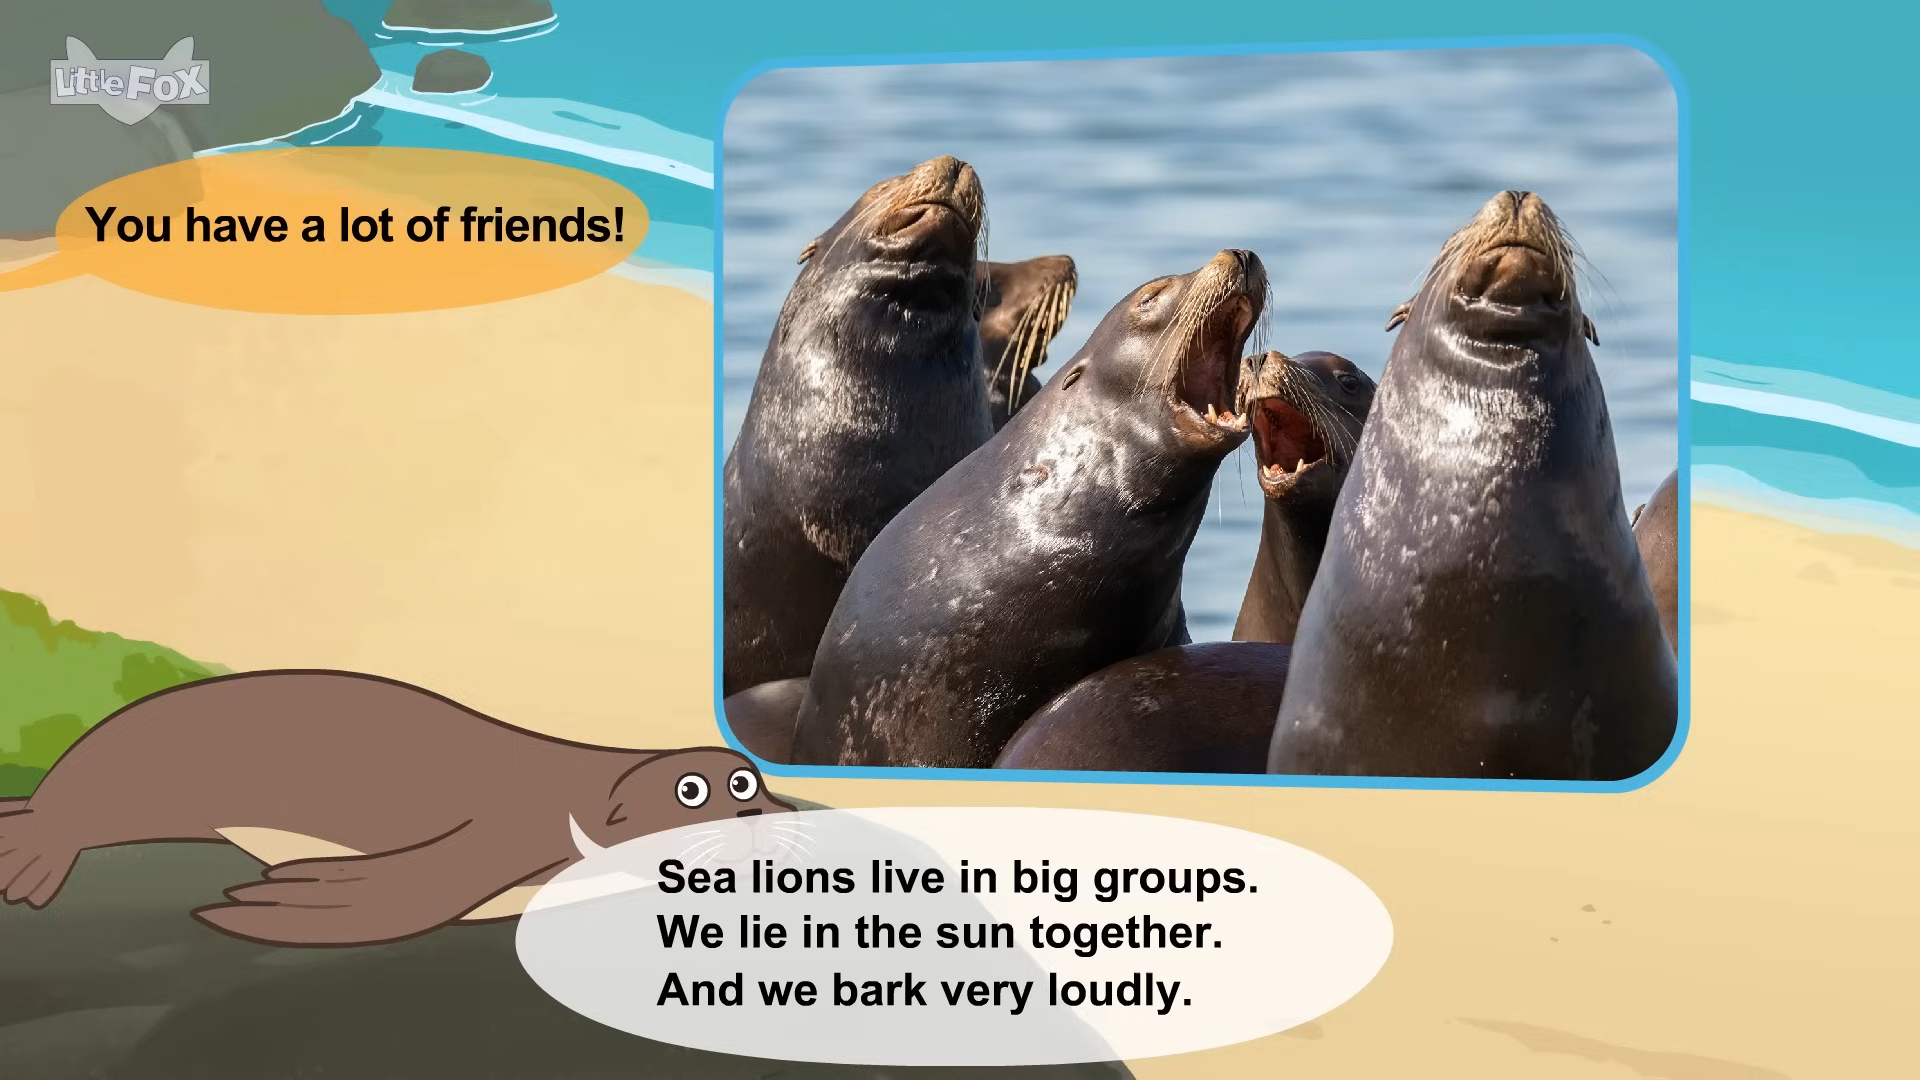 Little Fox
You have a lot of friends!
Sea lions live in big groups.
We lie in the sun together.
And we bark very loudly.